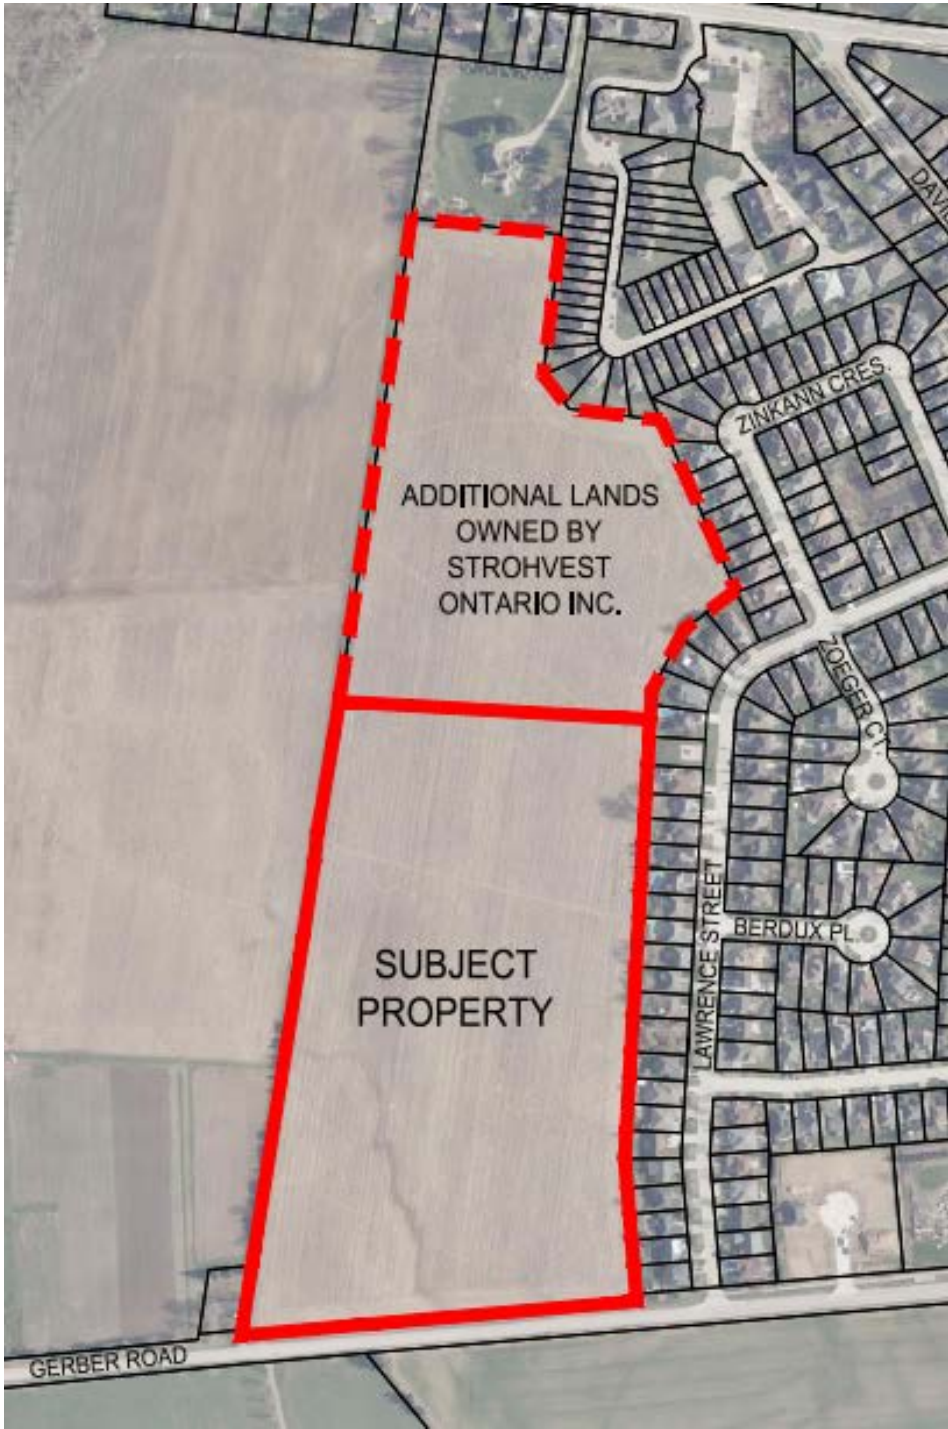 DAVI
ZINKANN CRES.
ADDITIONAL LANDS
OWNED BY
STROHVEST
ONTARIO INC.
ZOEGER CT.
LAWRENCE STREET
BERDUX PL.
SUBJECT
PROPERTY
GERBER ROAD